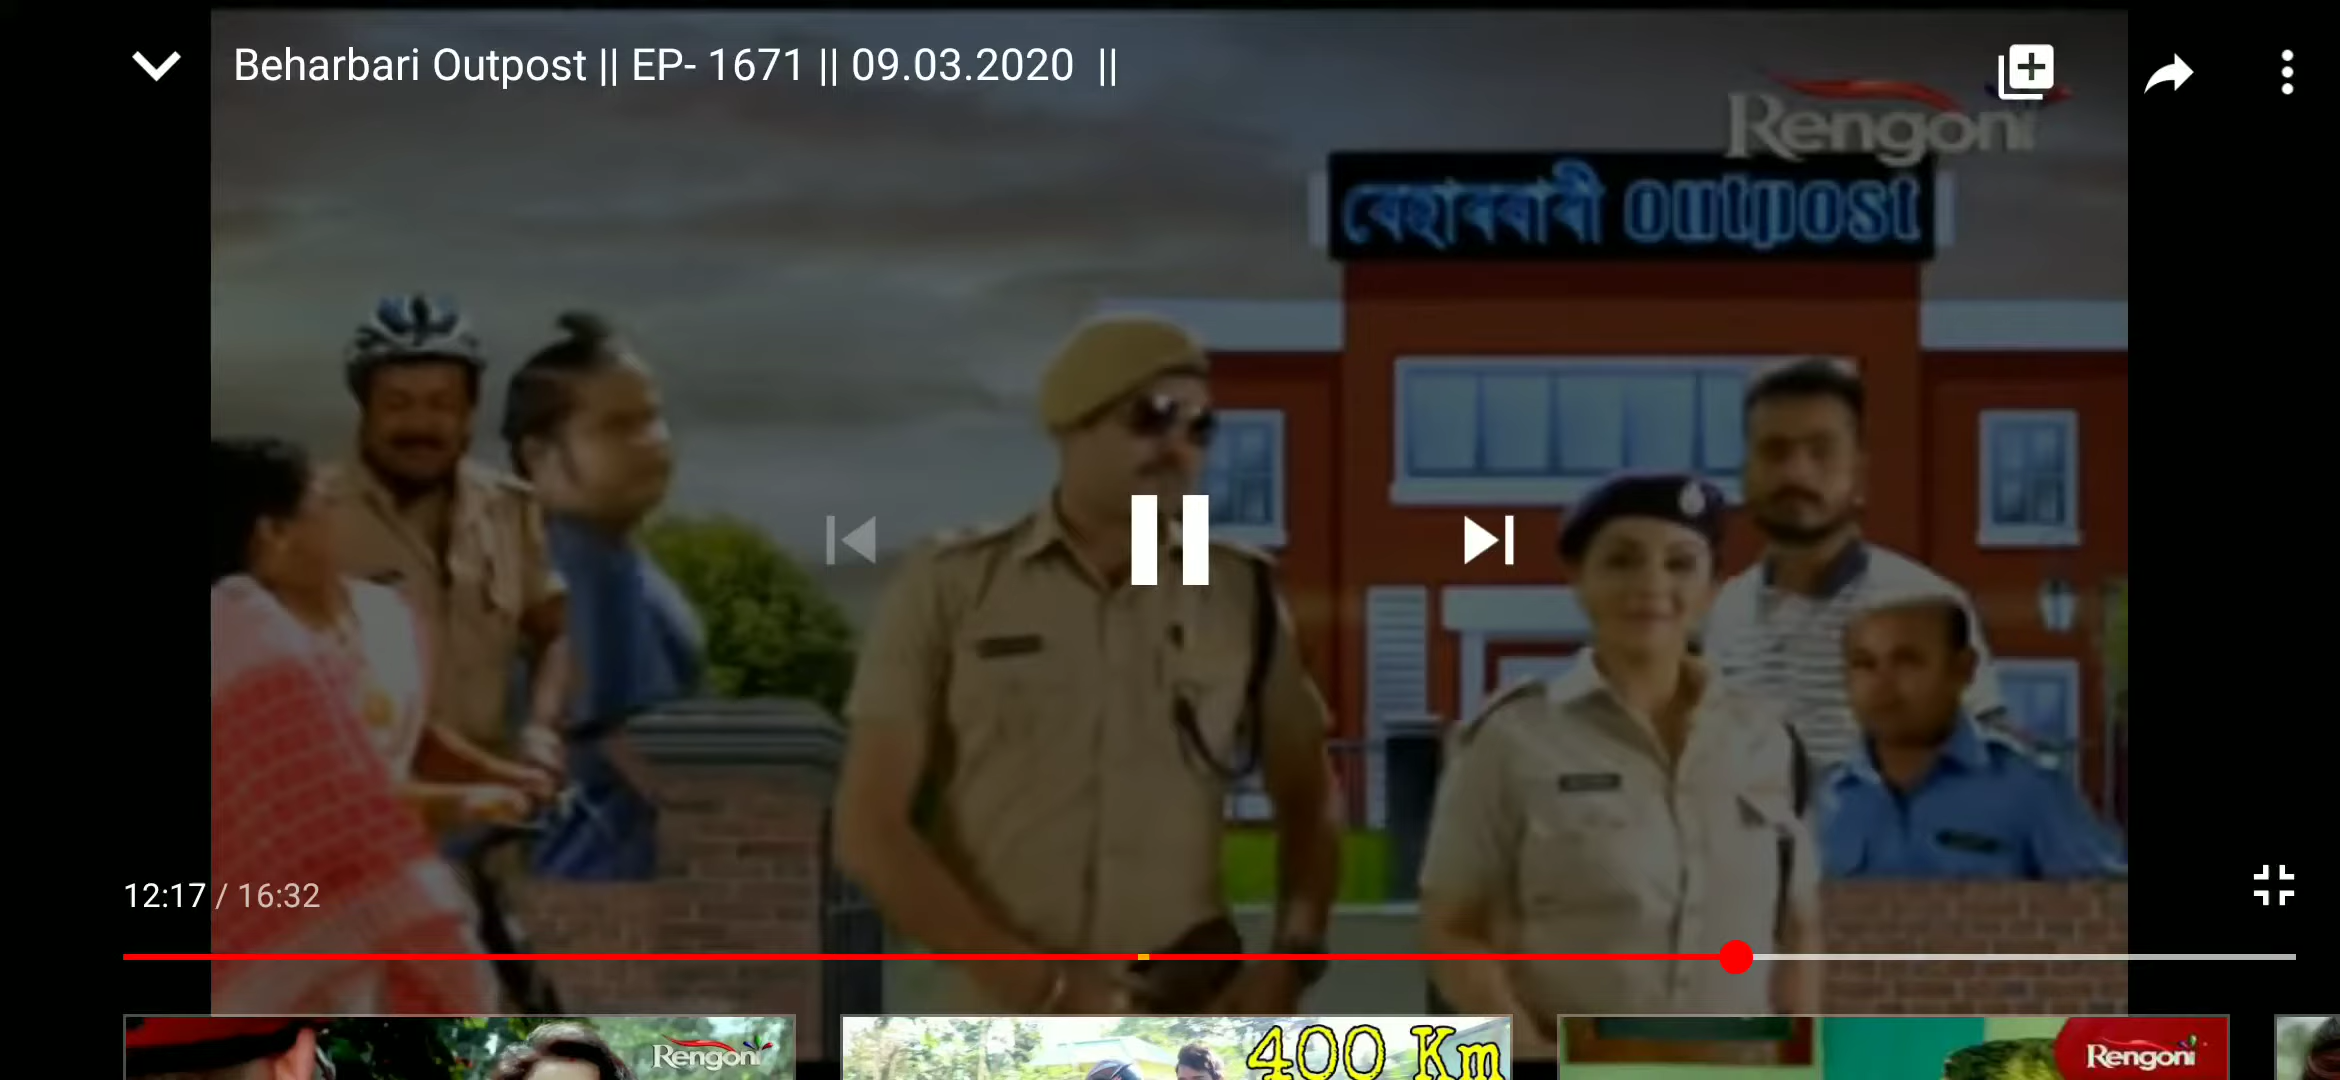 Beharbari Outpost || EP- 1671 || 09.03.2020 ||
Rengoni
বেহাৰবাৰী outpost
12:17 / 16:32
Rengoni
400 Km
Rengoni